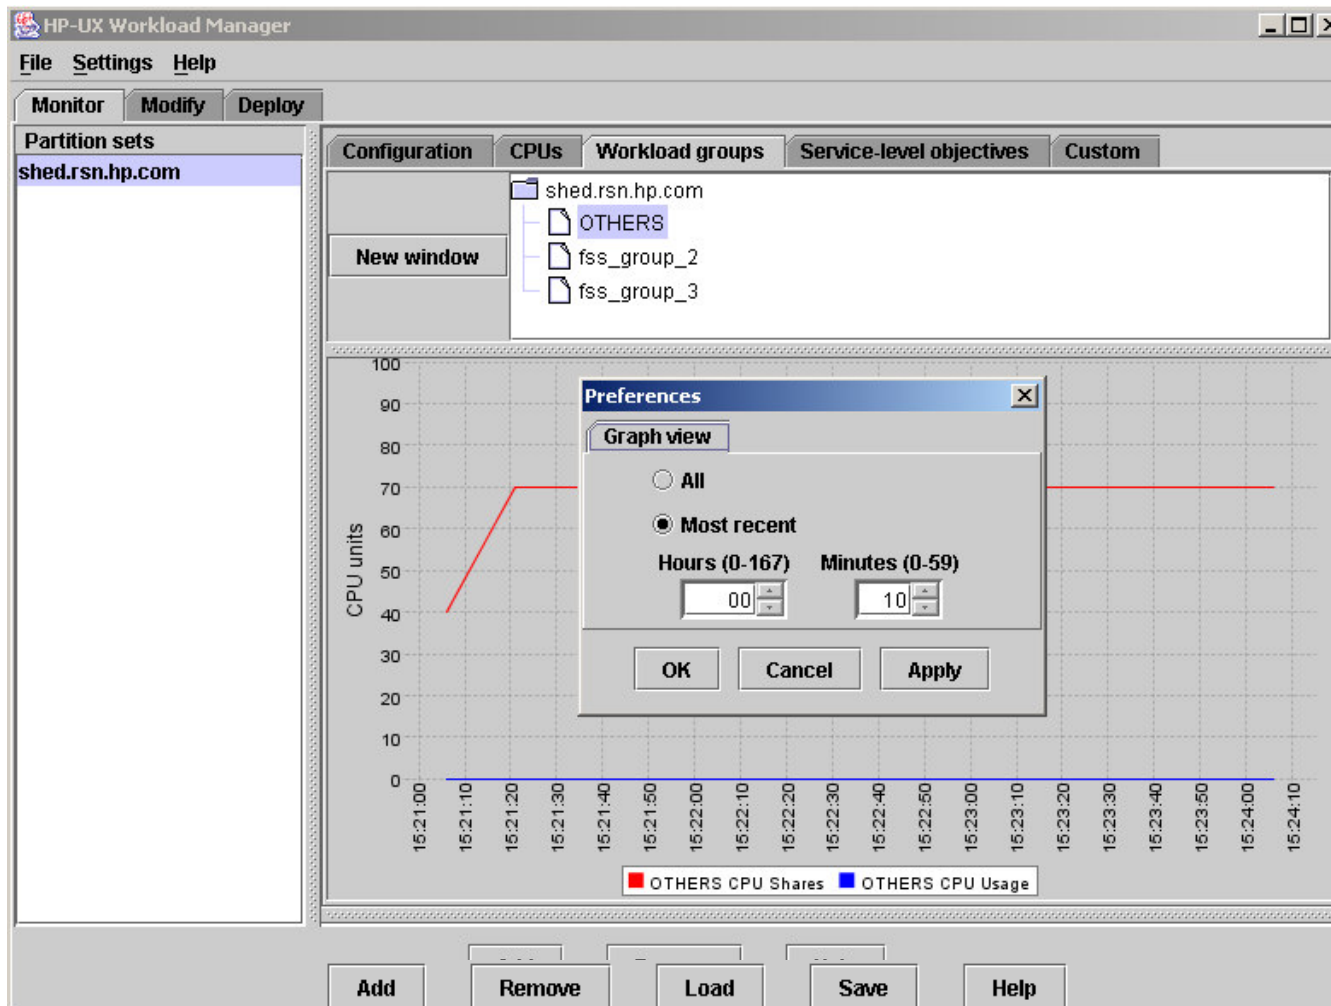 HP-UX Workload Manager
File Settings Help
Monitor Modify Deploy
Partition sets
shed.rsn.hp.com
Configuration CPUs Workload groups Service-level objectives Custom
New window
shed.rsn.hp.com
OTHERS
fss_group_2
fss_group_3
CPU units
100
90
80
70
60
50
40
30
20
10
0
Preferences
Graph view
All
Most recent
Hours (0-167) Minutes (0-59)
00 10
OK Cancel Apply
15:21:00 15:21:10 15:21:20 15:21:30 15:21:40 15:21:50 15:22:00 15:22:10 15:22:20 15:22:30 15:22:40 15:22:50 15:23:00 15:23:10 15:23:20 15:23:30 15:23:40 15:23:50 15:24:00 15:24:10
OTHERS CPU Shares OTHERS CPU Usage
Add Remove Load Save Help